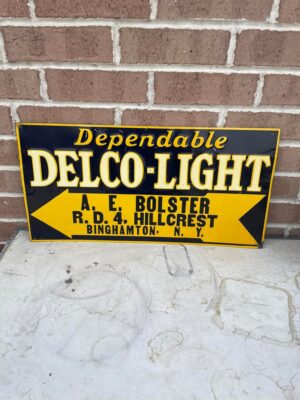 Dependable
DELCO-LIGHT
A. E. BOLSTER
R. D. 4, HILLCREST
BINGHAMTON, N. Y.